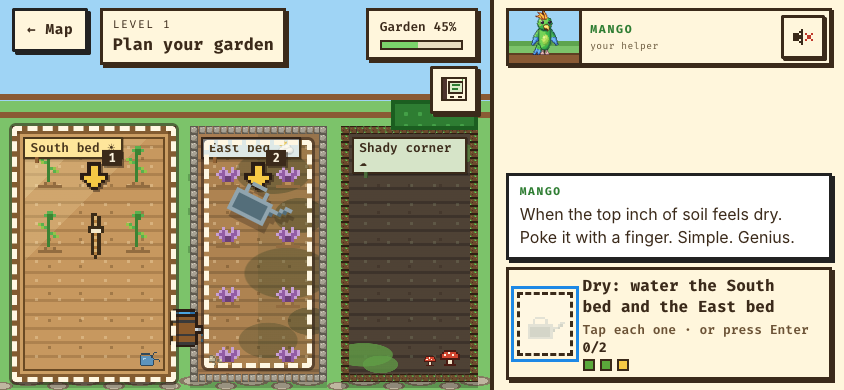 ← Map
LEVEL 1
Plan your garden
Garden 45%
South bed
1
East bed
2
Shady corner
MANGO
your helper
MANGO
When the top inch of soil feels dry.
Poke it with a finger. Simple. Genius.
Dry: water the South
bed and the East bed
Tap each one · or press Enter
0/2